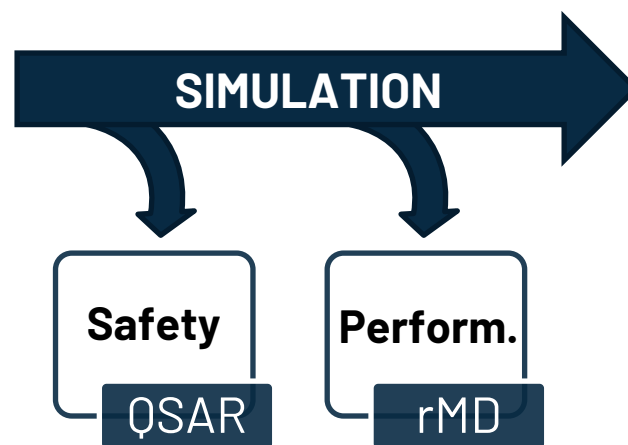 SIMULATION
Safety
Perform.
QSAR
rMD